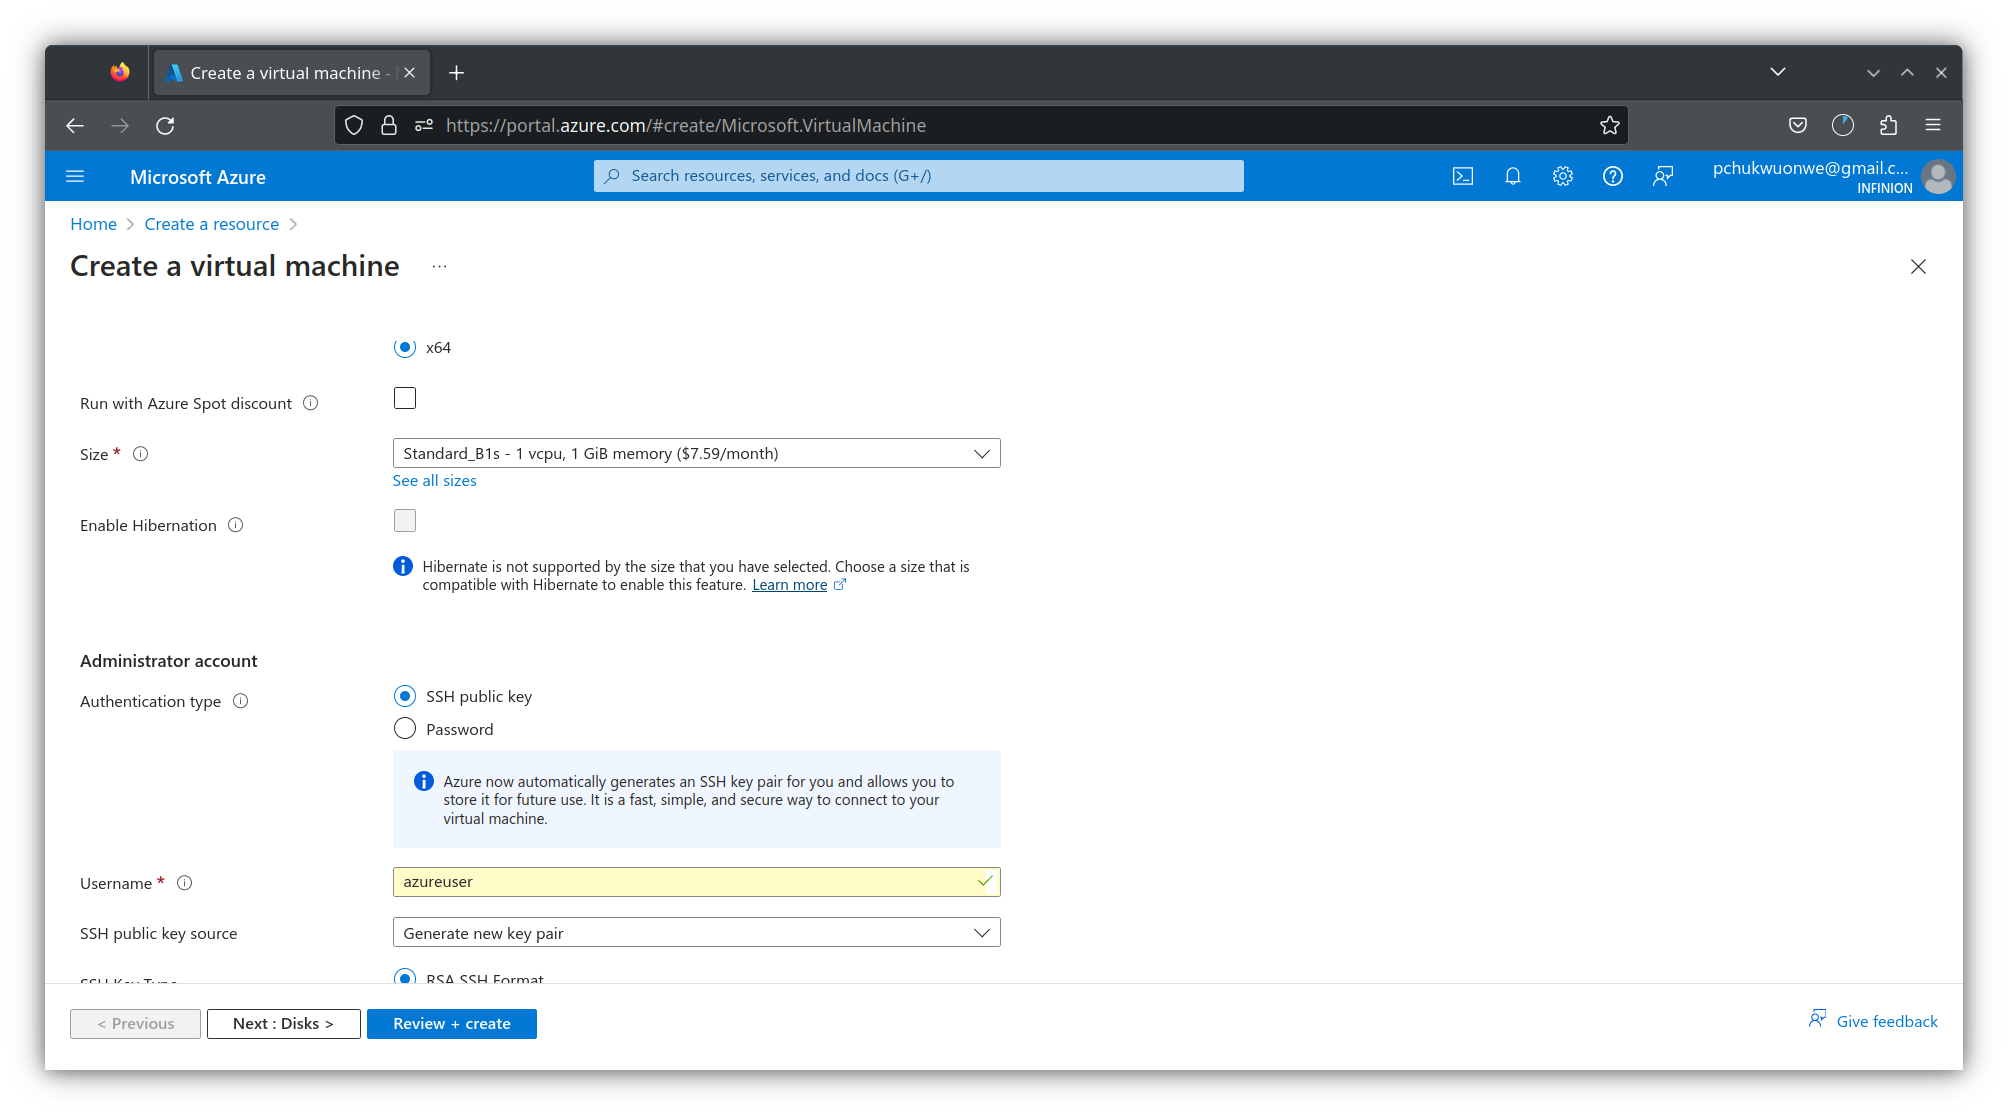 Create a virtual machine -
https://portal.azure.com/#create/Microsoft.VirtualMachine
Microsoft Azure
Search resources, services, and docs (G+/)
pchukwuonwe@gmail.c...
INFINION
Home > Create a resource >
Create a virtual machine ...
x64
Run with Azure Spot discount
Size *
Standard_B1s - 1 vcpu, 1 GiB memory ($7.59/month)
See all sizes
Enable Hibernation
Hibernate is not supported by the size that you have selected. Choose a size that is
compatible with Hibernate to enable this feature. Learn more
Administrator account
Authentication type
SSH public key
Password
Azure now automatically generates an SSH key pair for you and allows you to
store it for future use. It is a fast, simple, and secure way to connect to your
virtual machine.
Username *
azureuser
SSH public key source
Generate new key pair
SSH Key Type
RSA SSH Format
< Previous
Next : Disks >
Review + create
Give feedback